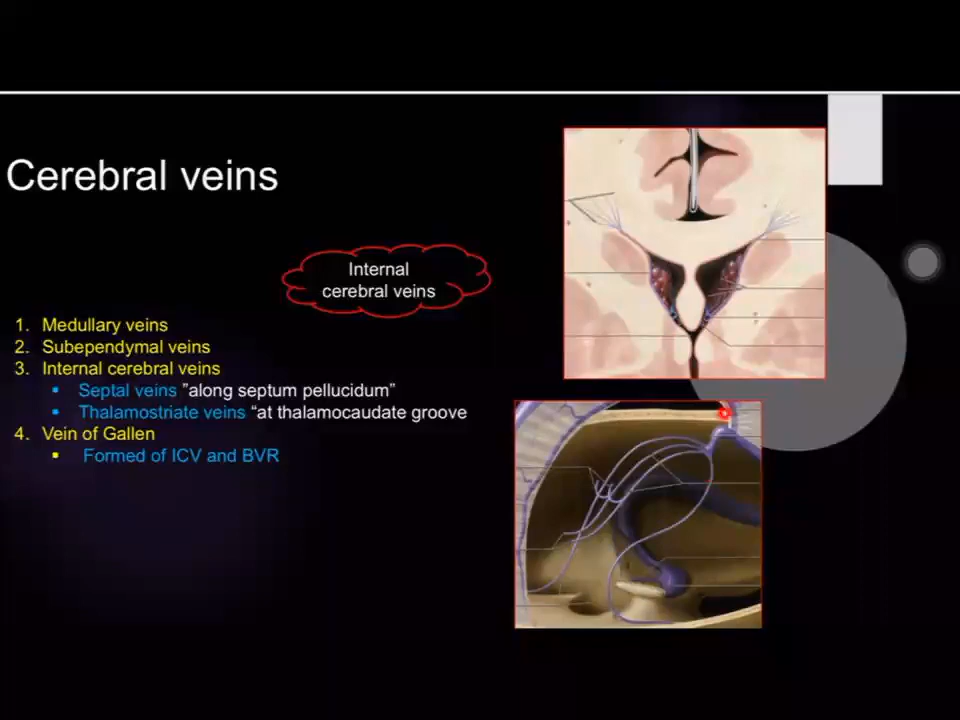 Cerebral veins
Internal
cerebral veins
1. Medullary veins
2. Subependymal veins
3. Internal cerebral veins
▪ Septal veins ”along septum pellucidum”
▪ Thalamostriate veins “at thalamocaudate groove
4. Vein of Gallen
▪ Formed of ICV and BVR